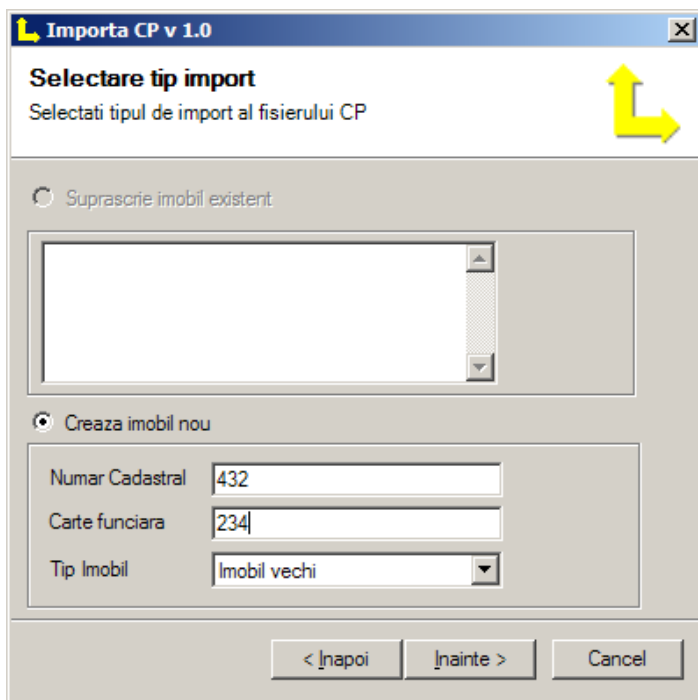 Importa CP v 1.0
Selectare tip import
Selectati tipul de import al fisierului CP
Suprascrie imobil existent
Creaza imobil nou
Numar Cadastral 432
Carte funciara 234
Tip Imobil Imobil vechi
< Inapoi Inainte > Cancel